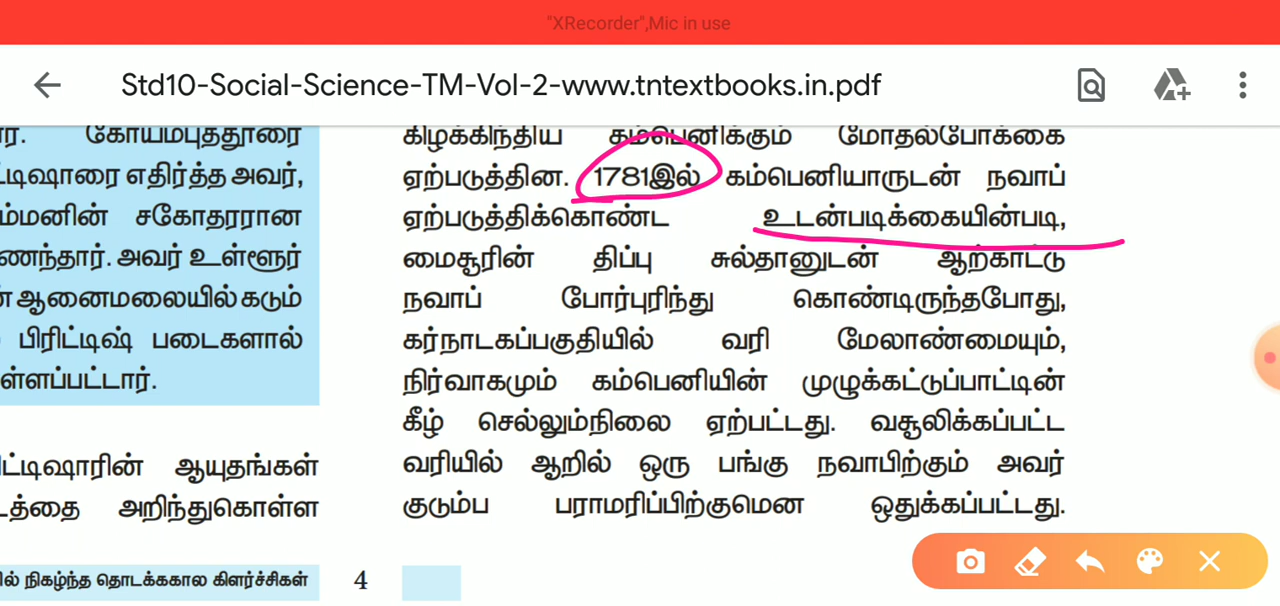 "XRecorder",Mic in use
Std10-Social-Science-TM-Vol-2-www.tntextbooks.in.pdf
கோயம்புத்தூரை
எதிர்த்த அவர்,
சகோதரரான
அவர் உள்ளூர்
ஆனைமலையில் கடும்
பிரிட்டிஷ் படைகளால்
ஆயுதங்கள்
அறிந்துகொள்ள
நிகழ்ந்த தொடக்ககால கிளர்ச்சிகள்
4
கிழக்கிந்திய கம்பெனிக்கும் மோதல்போக்கை
ஏற்படுத்தின. 1781இல் கம்பெனியாருடன் நவாப்
ஏற்படுத்திக்கொண்ட உடன்படிக்கையின்படி,
மைசூரின் திப்பு சுல்தானுடன் ஆற்காட்டு
நவாப் போர்புரிந்து கொண்டிருந்தபோது,
கர்நாடகப்பகுதியில் வரி மேலாண்மையும்,
நிர்வாகமும் கம்பெனியின் முழுக்கட்டுப்பாட்டின்
கீழ் செல்லும்நிலை ஏற்பட்டது. வசூலிக்கப்பட்ட
வரியில் ஆறில் ஒரு பங்கு நவாபிற்கும் அவர்
குடும்ப பராமரிப்பிற்குமென ஒதுக்கப்பட்டது.